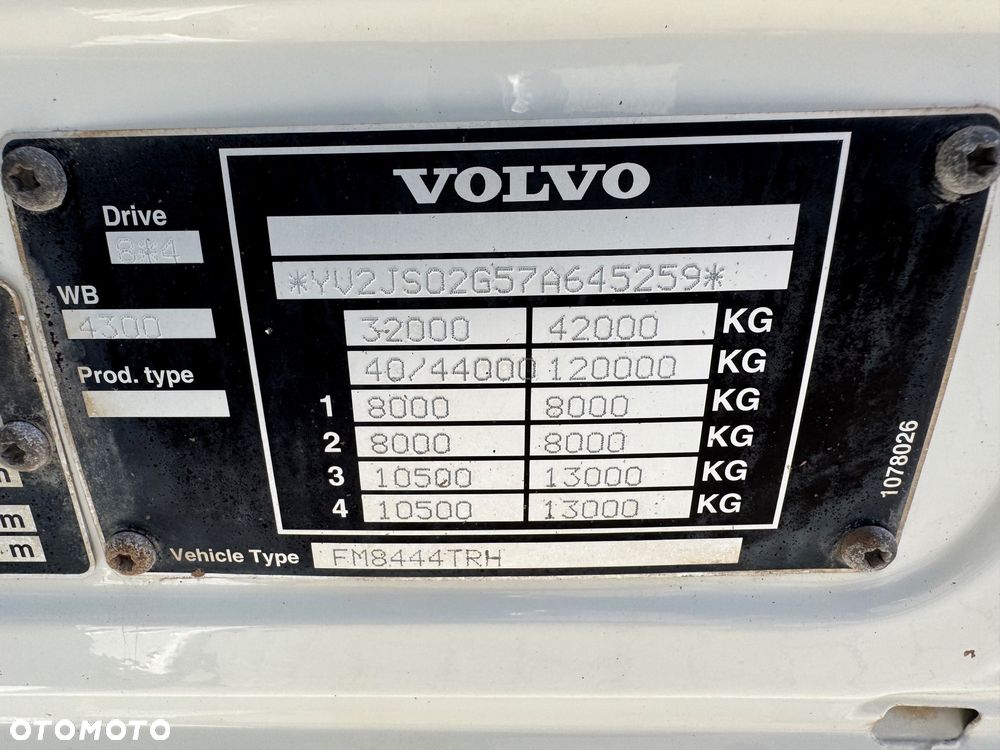 VOLVO
Drive
8*4
*YV2JS02G57A645259*
WB
4300
32000 42000 KG
40/44000 120000 KG
Prod. type
1 8000 8000 KG
2 8000 8000 KG
3 10500 13000 KG
4 10500 13000 KG
1078026
m
m
m
Vehicle Type FM8444TRH
OTOMOTO